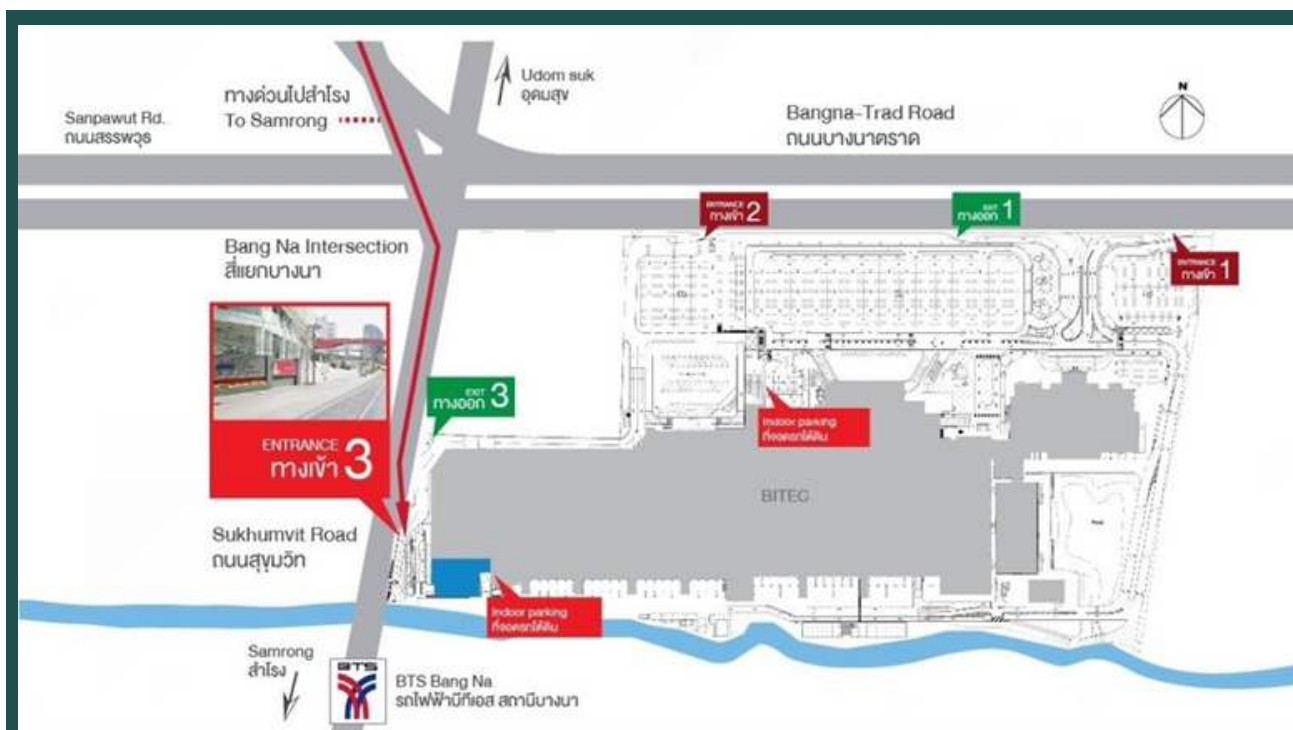 ทางด่วนไปสำโรง
To Samrong
Udom suk
อุดมสุข
Sanpawut Rd.
ถนนสรรพวุธ
Bangna-Trad Road
ถนนบางนาตราด
N
ENTRANCE
ทางเข้า 2
EXIT
ทางออก 1
ENTRANCE
ทางเข้า 1
Bang Na Intersection
สี่แยกบางนา
EXIT
ทางออก 3
ENTRANCE
ทางเข้า 3
Indoor parking
ที่จอดรถใต้ดิน
BITEC
Sukhumvit Road
ถนนสุขุมวิท
Indoor parking
ที่จอดรถใต้ดิน
Samrong
สำโรง
BTS
BTS Bang Na
รถไฟฟ้าบีทีเอส สถานีบางนา